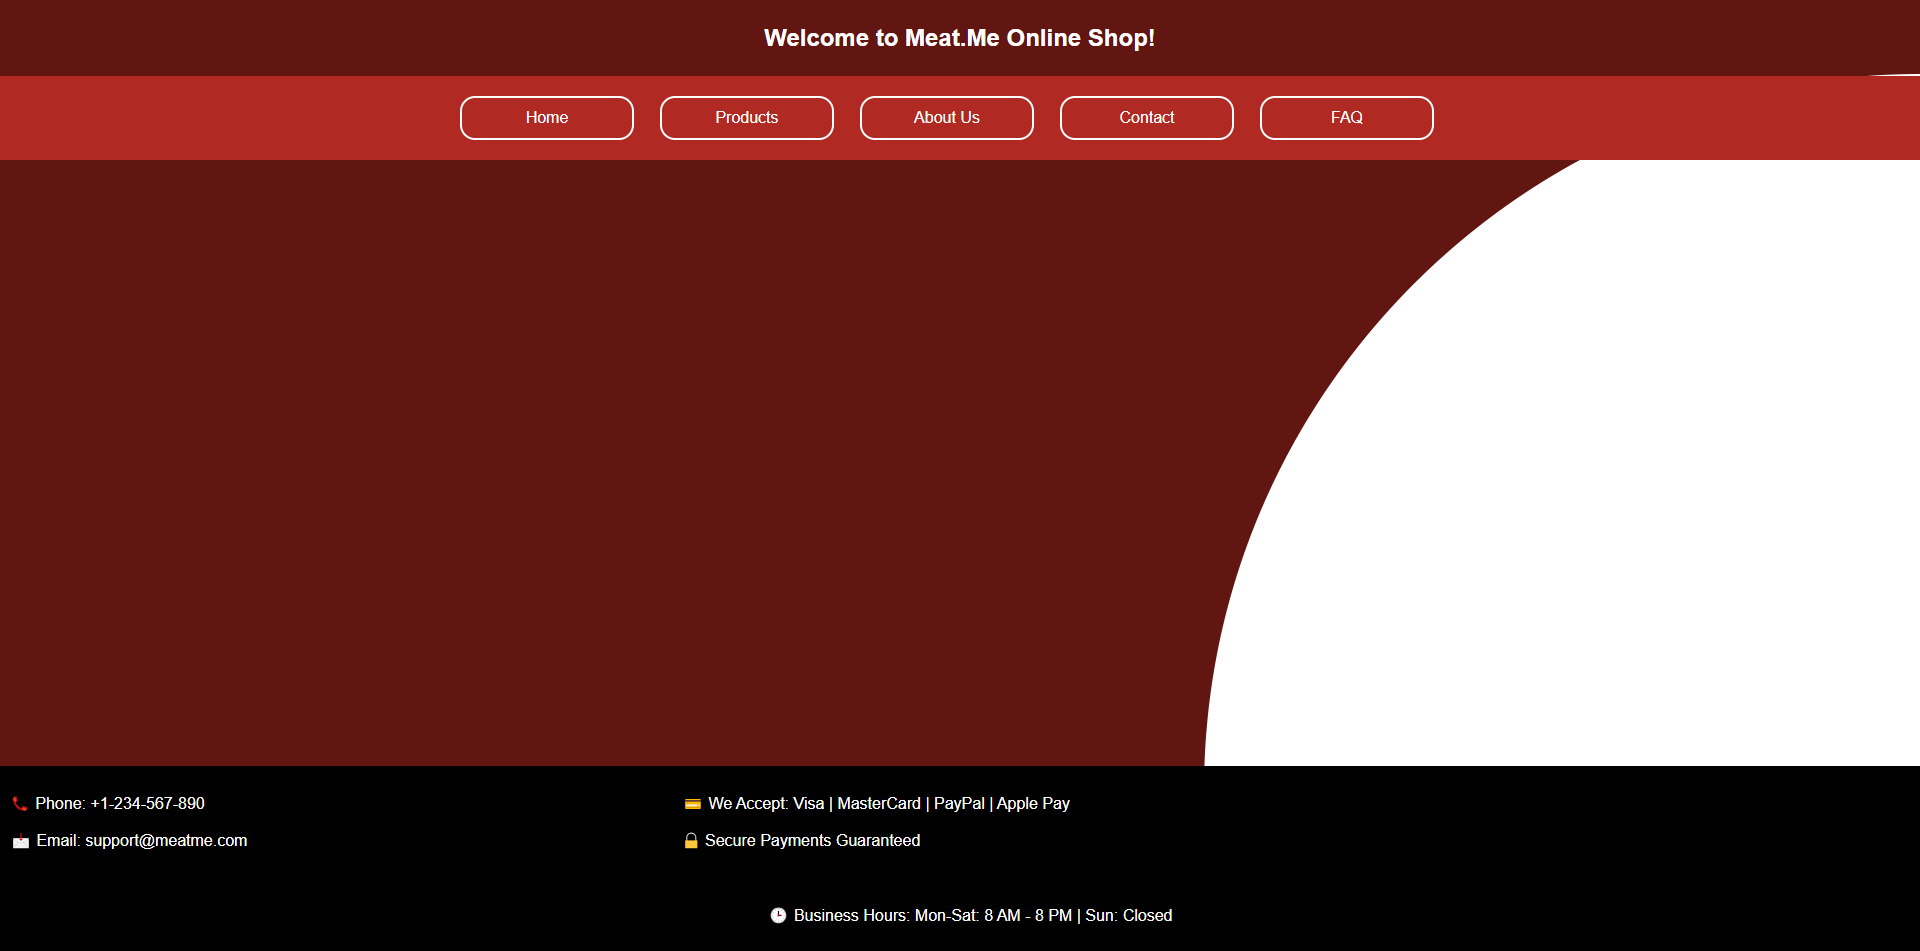 Welcome to Meat.Me Online Shop!
Home
Products
About Us
Contact
FAQ
Phone: +1-234-567-890
Email: support@meatme.com
We Accept: Visa | MasterCard | PayPal | Apple Pay
Secure Payments Guaranteed
Business Hours: Mon-Sat: 8 AM - 8 PM | Sun: Closed